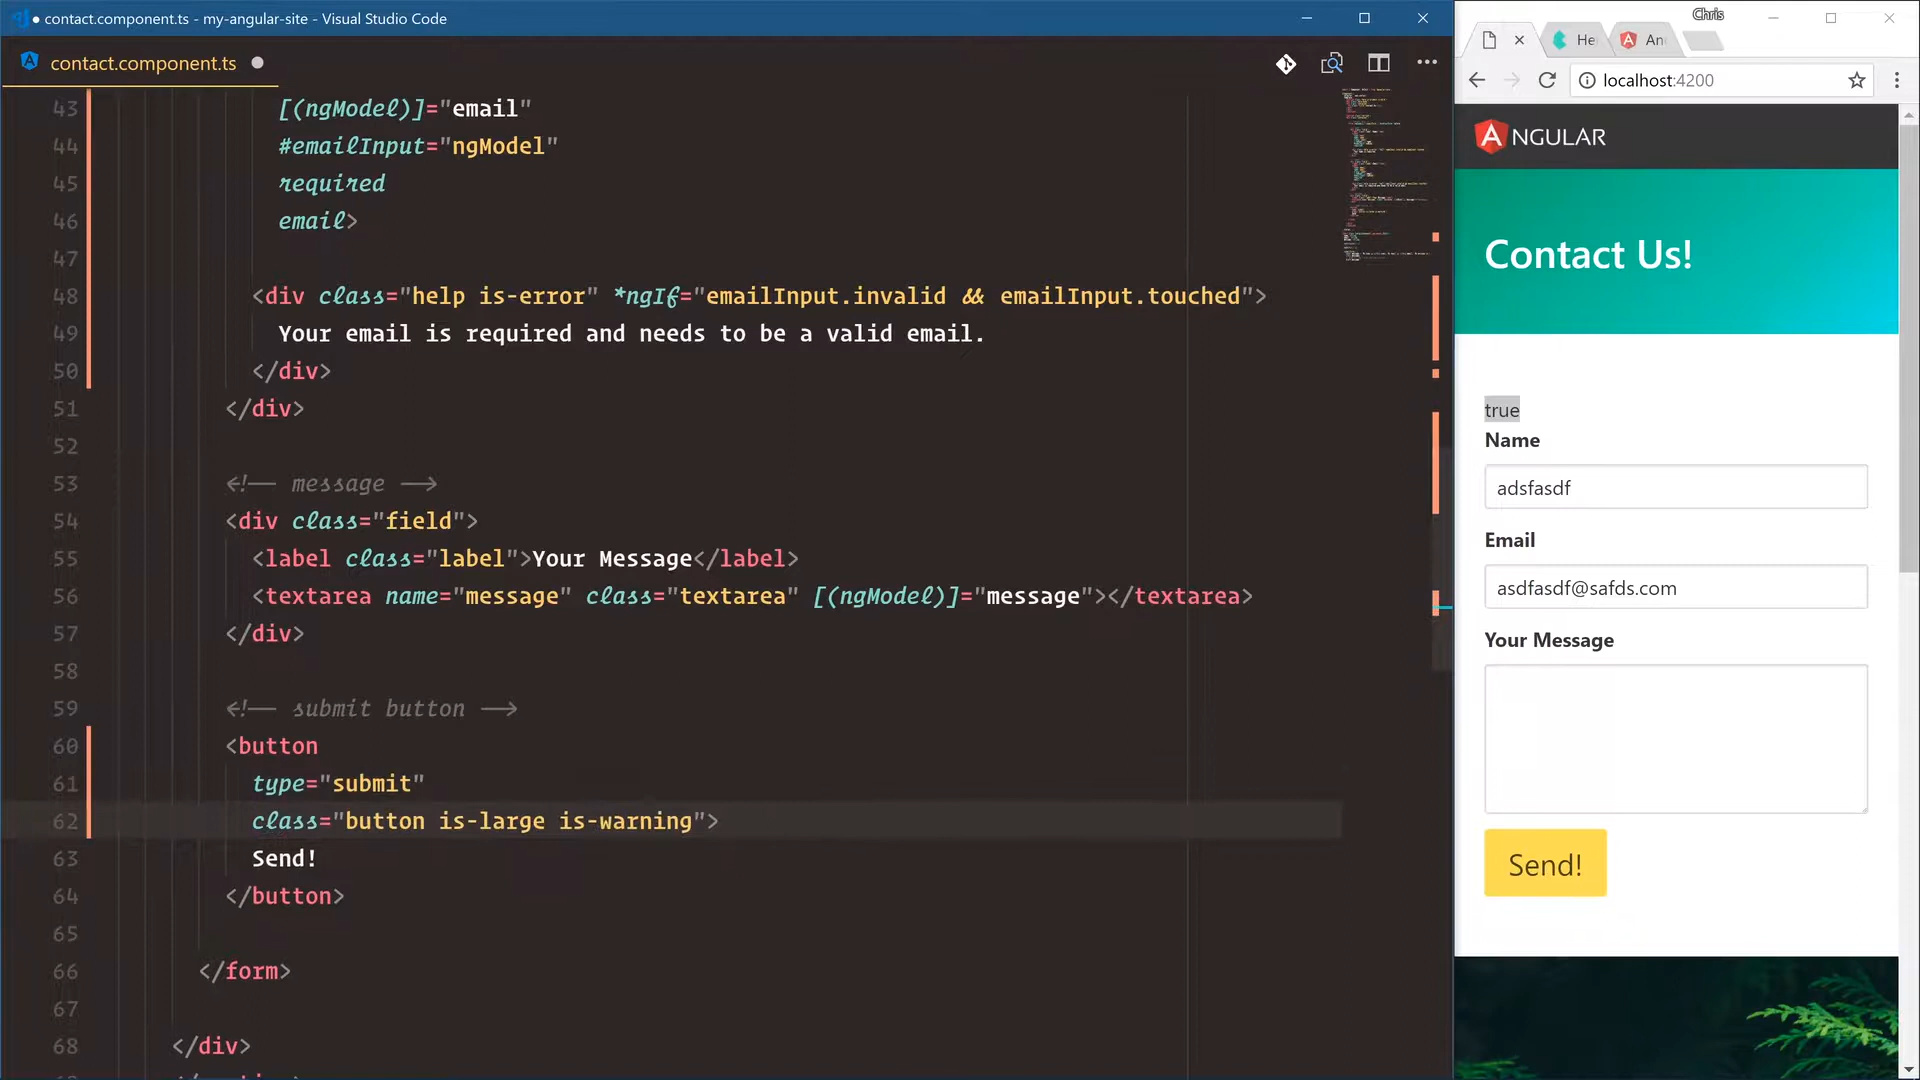 contact.component.ts - my-angular-site - Visual Studio Code
contact.component.ts
43 [(ngModel)]="email"
44 #emailInput="ngModel"
45 required
46 email>
47
48 <div class="help is-error" *ngIf="emailInput.invalid && emailInput.touched">
49 Your email is required and needs to be a valid email.
50 </div>
51 </div>
52
53 <!-- message -->
54 <div class="field">
55 <label class="label">Your Message</label>
56 <textarea name="message" class="textarea" [(ngModel)]="message"></textarea>
57 </div>
58
59 <!-- submit button -->
60 <button
61 type="submit"
62 class="button is-large is-warning">
63 Send!
64 </button>
65
66 </form>
67
68 </div>
Chris
He
An
localhost:4200
ANGULAR
Contact Us!
true
Name
adsfasdf
Email
asdfasdf@safds.com
Your Message
Send!